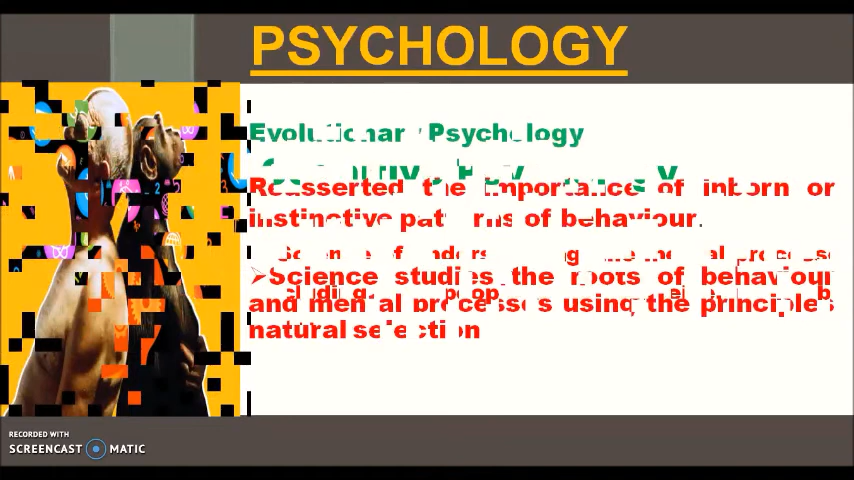 PSYCHOLOGY
Evolutionary Psychology
Reasserted the importance of inborn or
instinctive patterns of behaviour.
➢Science studies the roots of behaviour
and mental processes using the principles
natural selection
RECORDED WITH
SCREENCAST MATIC